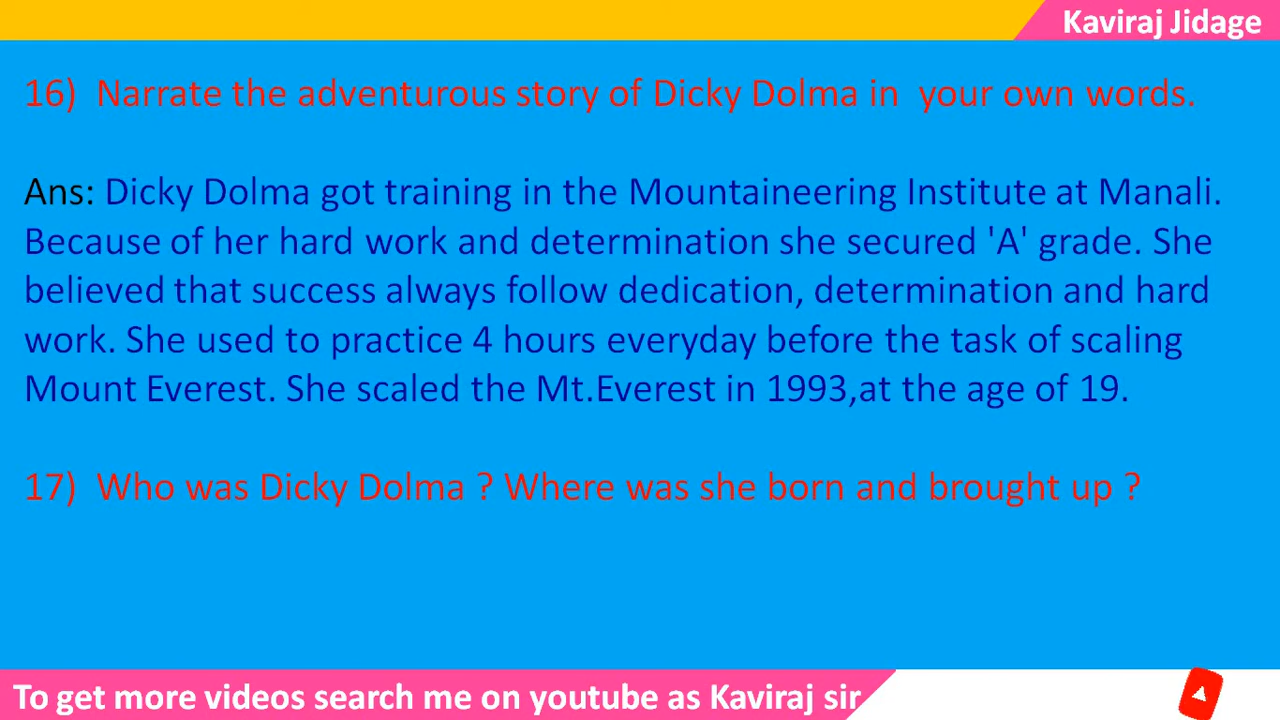 Kaviraj Jidage
16) Narrate the adventurous story of Dicky Dolma in your own words.
Ans: Dicky Dolma got training in the Mountaineering Institute at Manali.
Because of her hard work and determination she secured 'A' grade. She
believed that success always follow dedication, determination and hard
work. She used to practice 4 hours everyday before the task of scaling
Mount Everest. She scaled the Mt.Everest in 1993,at the age of 19.
17) Who was Dicky Dolma ? Where was she born and brought up ?
To get more videos search me on youtube as Kaviraj sir